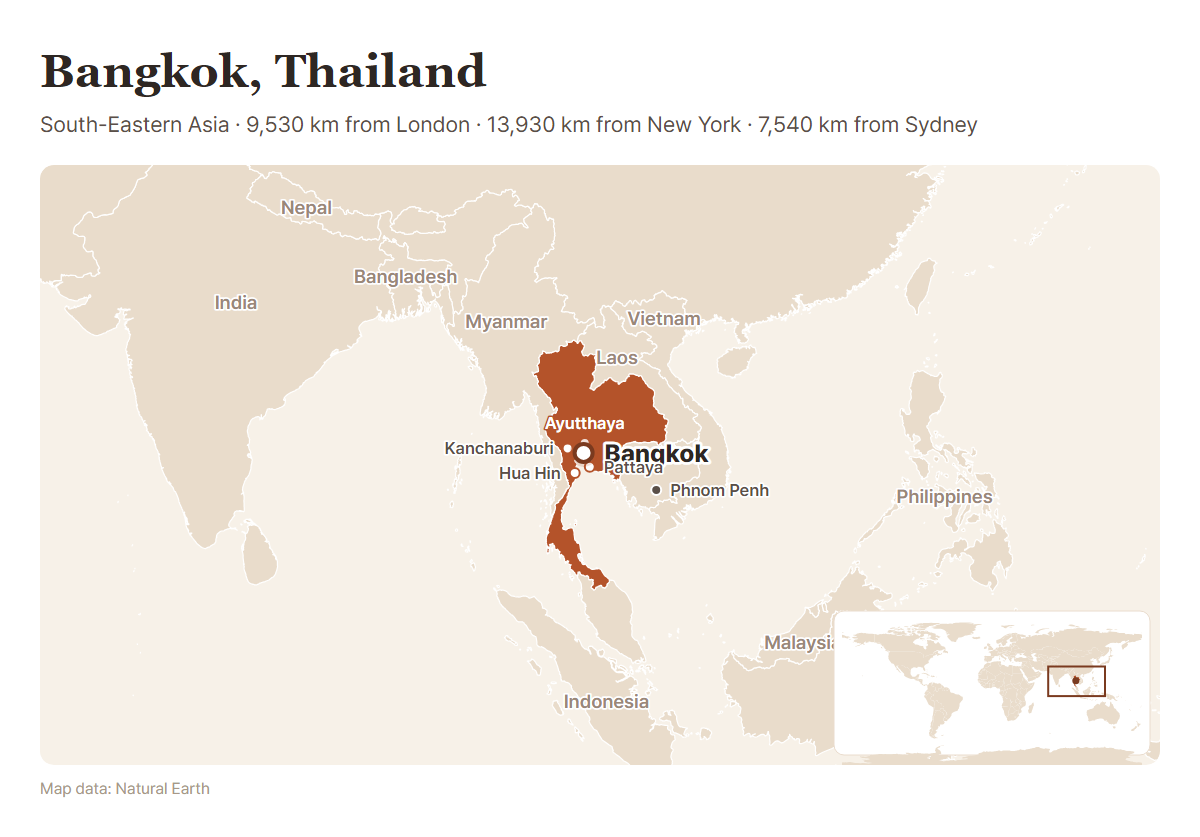 Bangkok, Thailand
South-Eastern Asia · 9,530 km from London · 13,930 km from New York · 7,540 km from Sydney
Nepal
Bangladesh
India
Myanmar
Vietnam
Laos
Ayutthaya
Kanchanaburi
Bangkok
Pattaya
Hua Hin
Phnom Penh
Philippines
Malaysia
Indonesia
Map data: Natural Earth